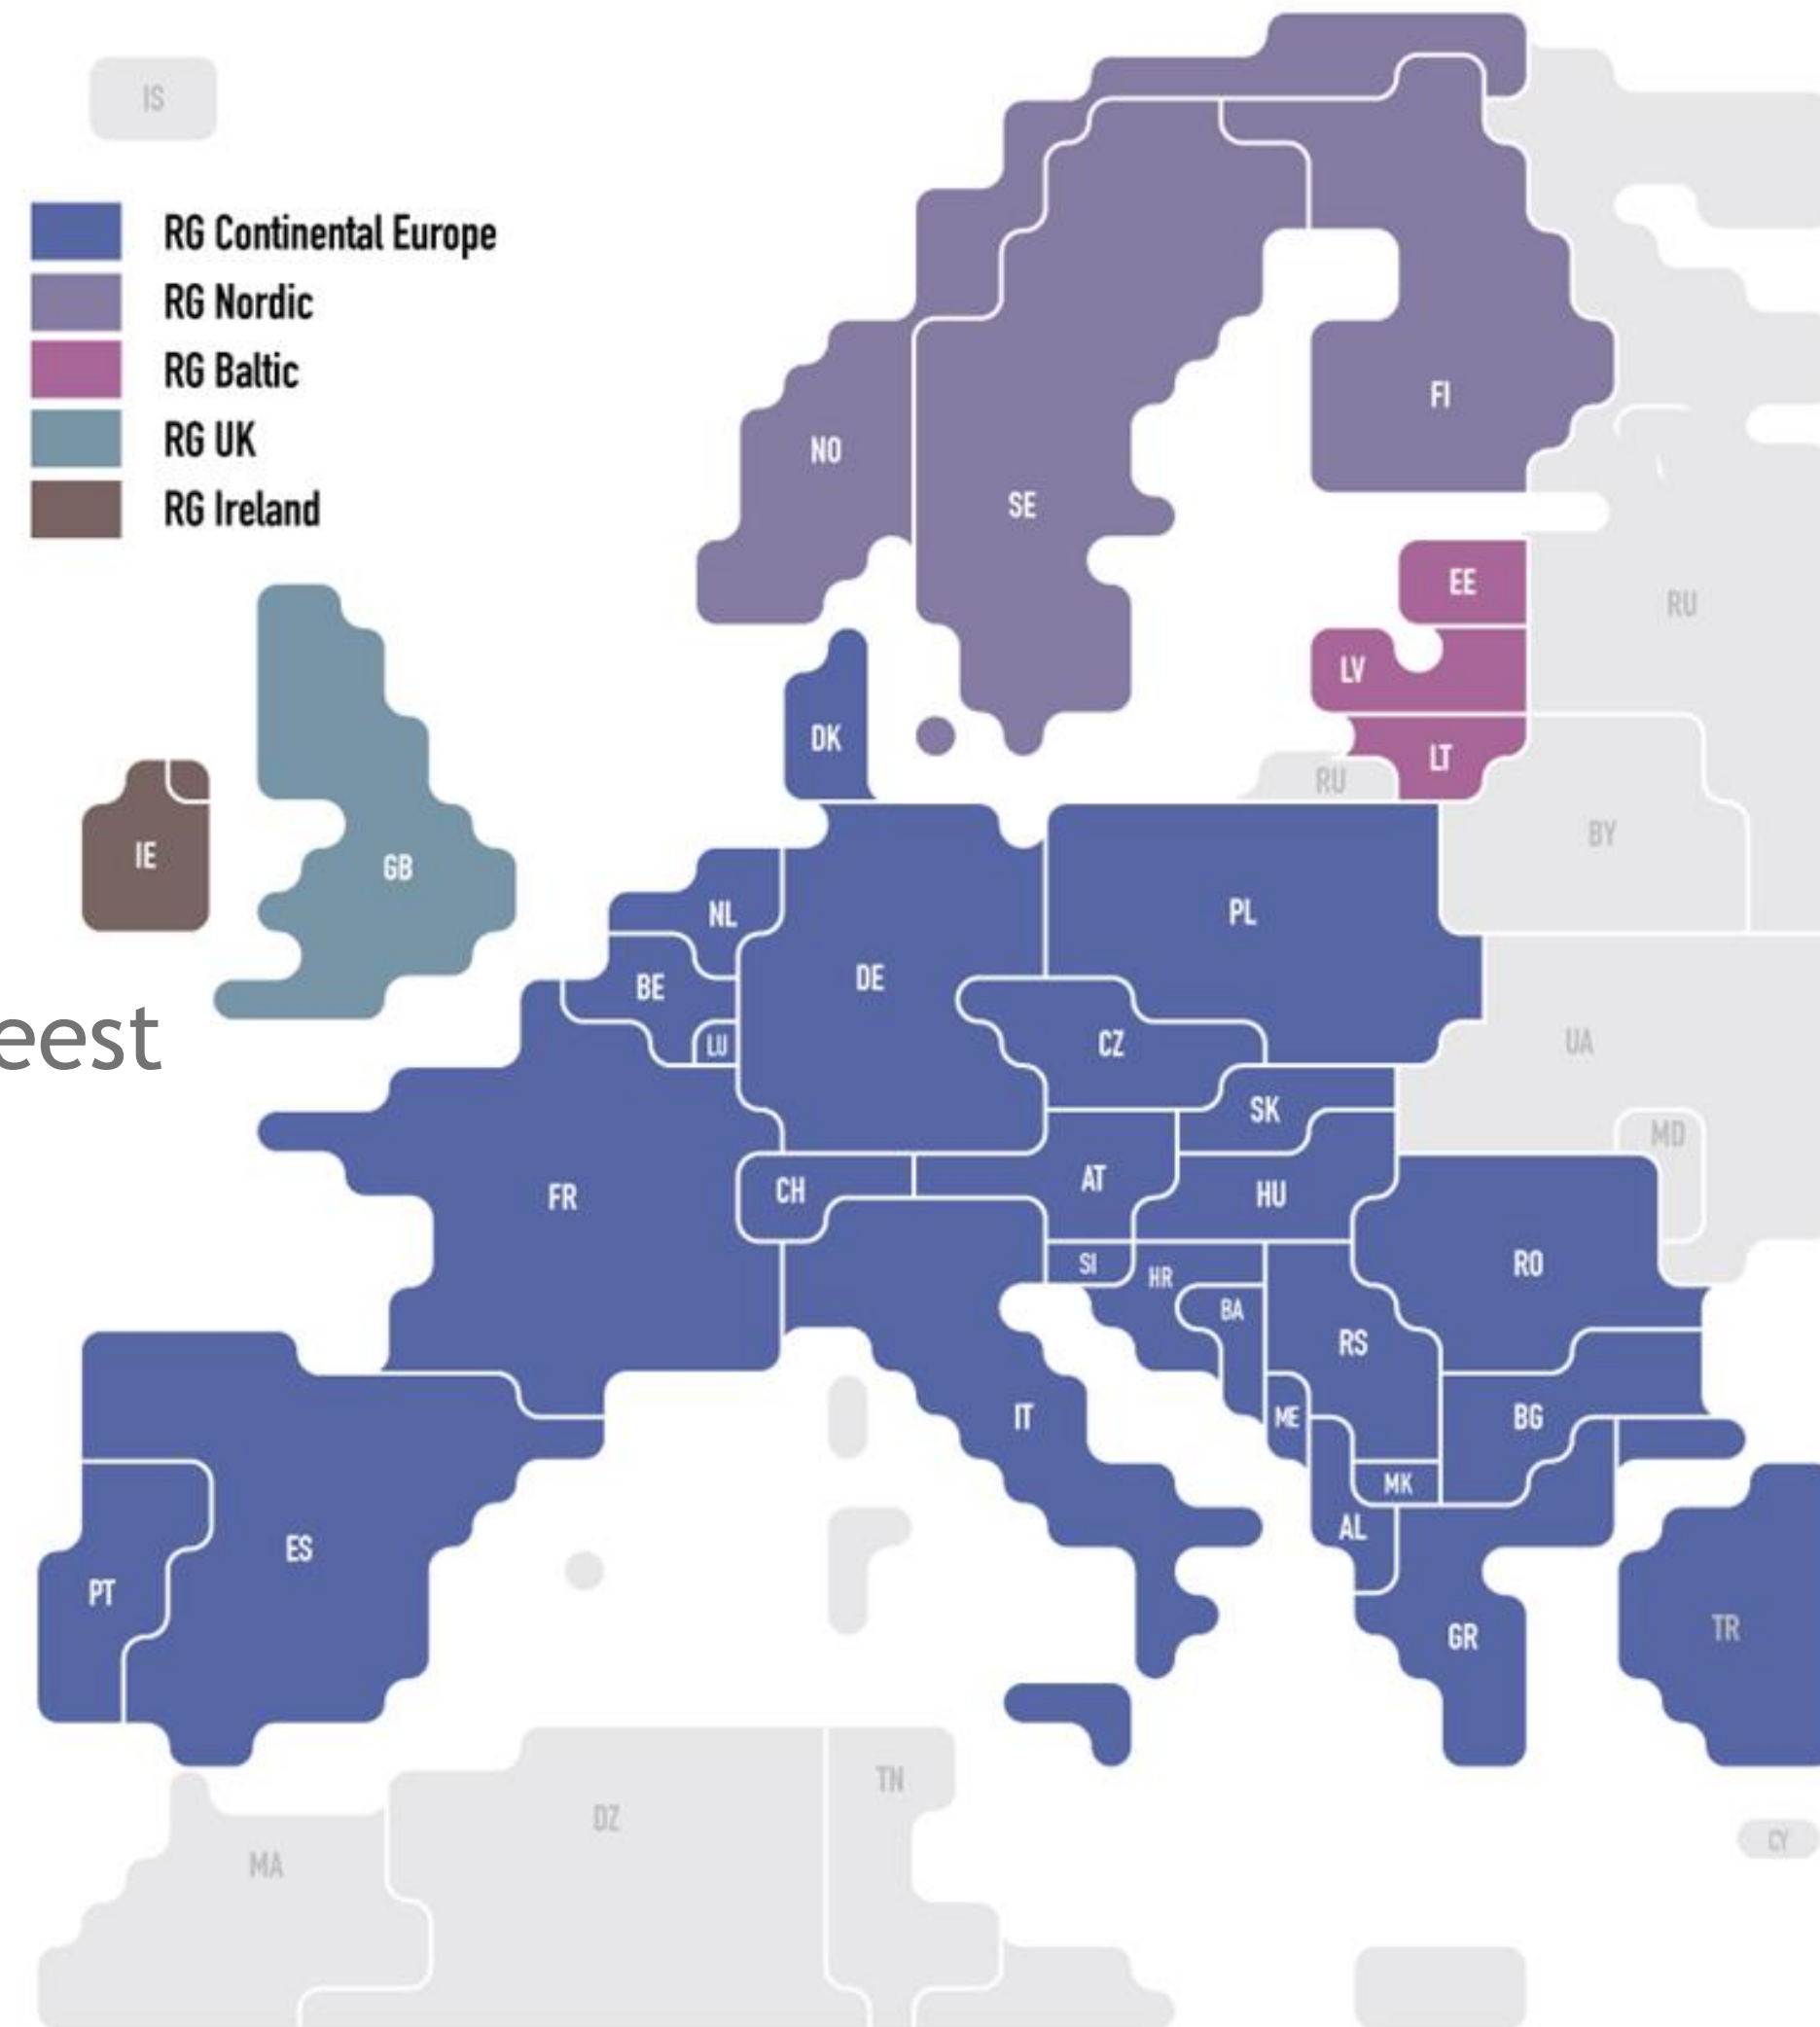 IS
RG Continental Europe
RG Nordic
RG Baltic
RG UK
RG Ireland
FI
NO
SE
EE
RU
LV
DK
LT
RU
BY
IE
GB
NL
PL
DE
BE
eest
CZ
LU
UA
SK
MD
AT
CH
HU
FR
SI
HR
RO
BA
RS
IT
ME
BG
MK
AL
ES
PT
GR
TR
TN
DZ
CY
MA